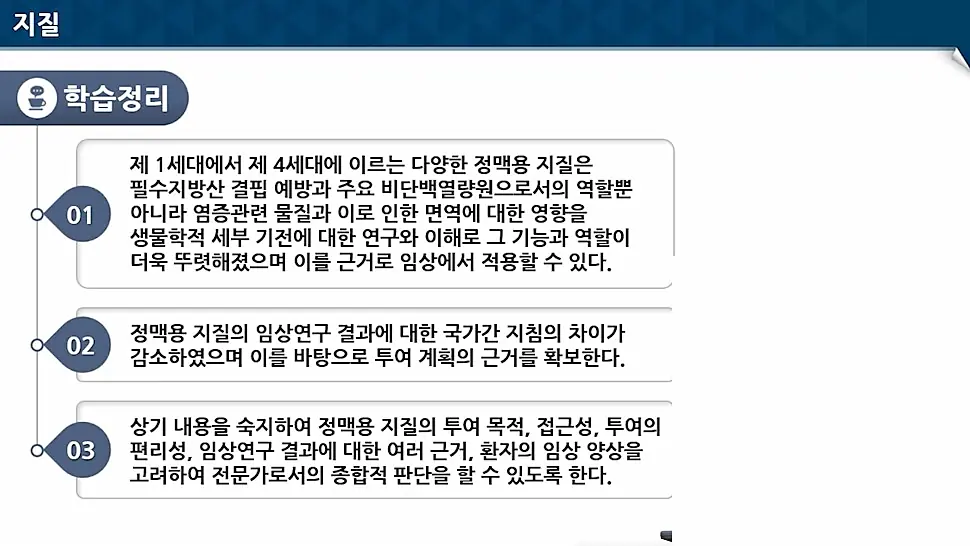 지질
학습정리
01
제 1세대에서 제 4세대에 이르는 다양한 정맥용 지질은
필수지방산 결핍 예방과 주요 비단백열량원으로서의 역할뿐
아니라 염증관련 물질과 이로 인한 면역에 대한 영향을
생물학적 세부 기전에 대한 연구와 이해로 그 기능과 역할이
더욱 뚜렷해졌으며 이를 근거로 임상에서 적용할 수 있다.
02
정맥용 지질의 임상연구 결과에 대한 국가간 지침의 차이가
감소하였으며 이를 바탕으로 투여 계획의 근거를 확보한다.
03
상기 내용을 숙지하여 정맥용 지질의 투여 목적, 접근성, 투여의
편리성, 임상연구 결과에 대한 여러 근거, 환자의 임상 양상을
고려하여 전문가로서의 종합적 판단을 할 수 있도록 한다.